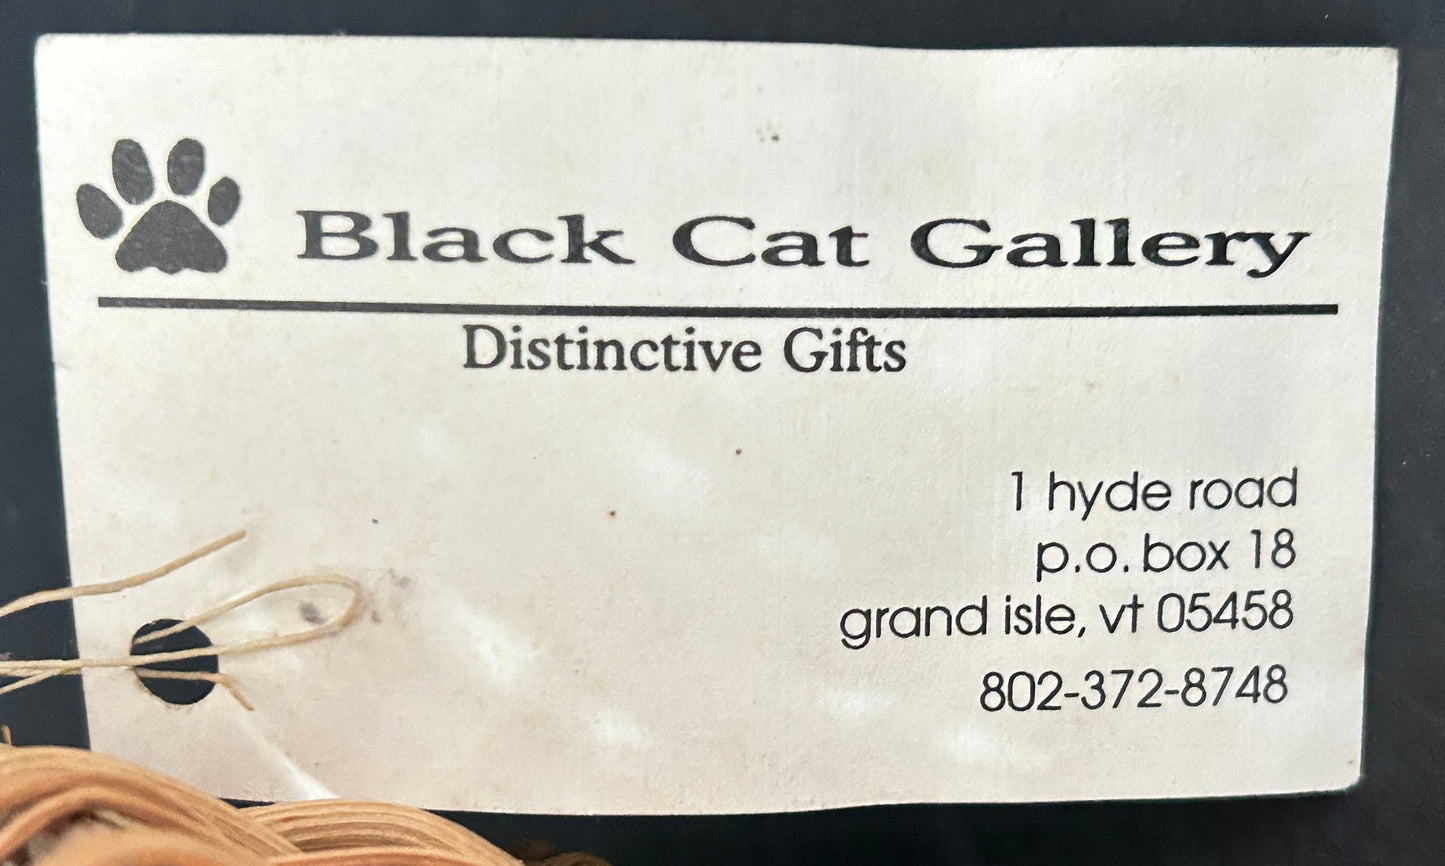 Black Cat Gallery
Distinctive Gifts
1 hyde road
p.o. box 18
grand isle, vt 05458
802-372-8748